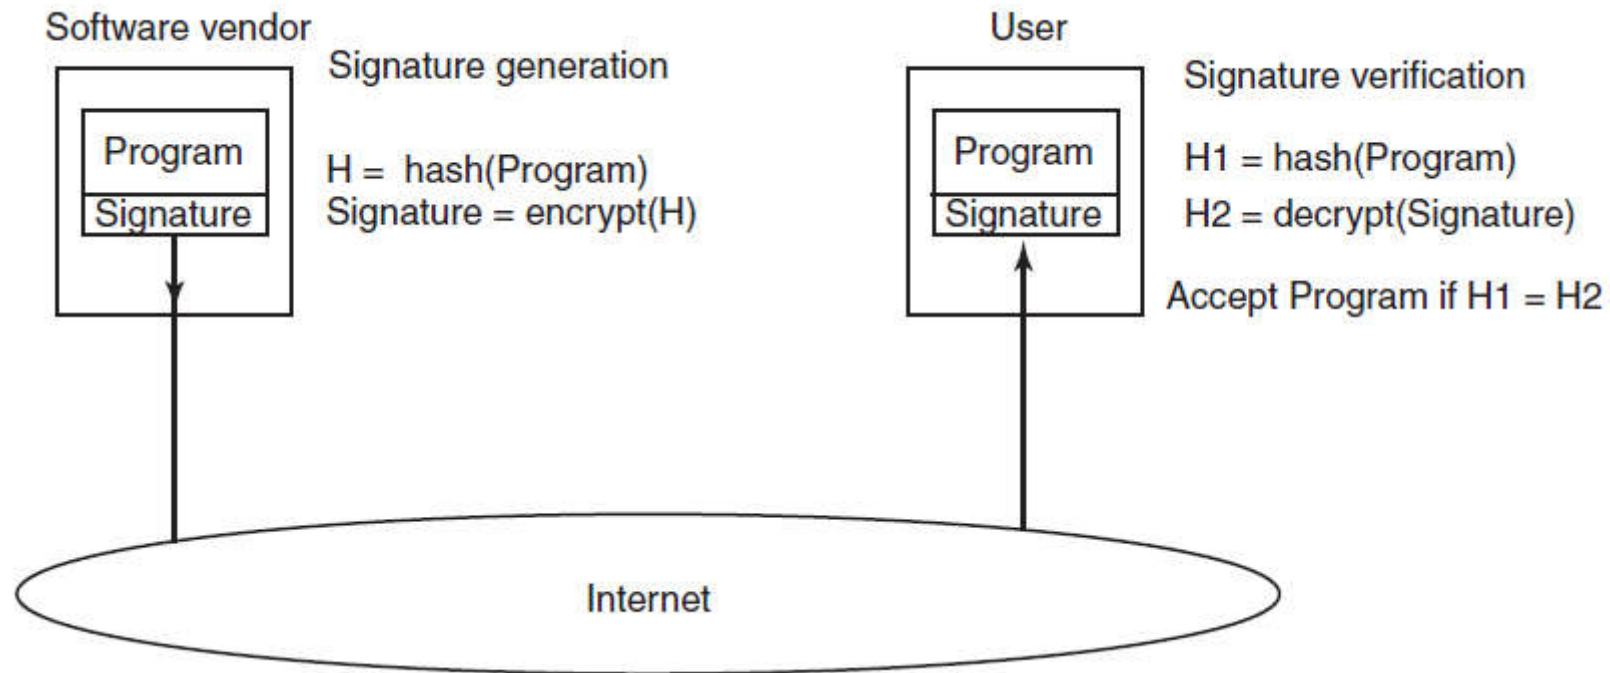 Software vendor
Signature generation
Program
Signature
H = hash(Program)
Signature = encrypt(H)
User
Signature verification
Program
Signature
H1 = hash(Program)
H2 = decrypt(Signature)
Accept Program if H1 = H2
Internet